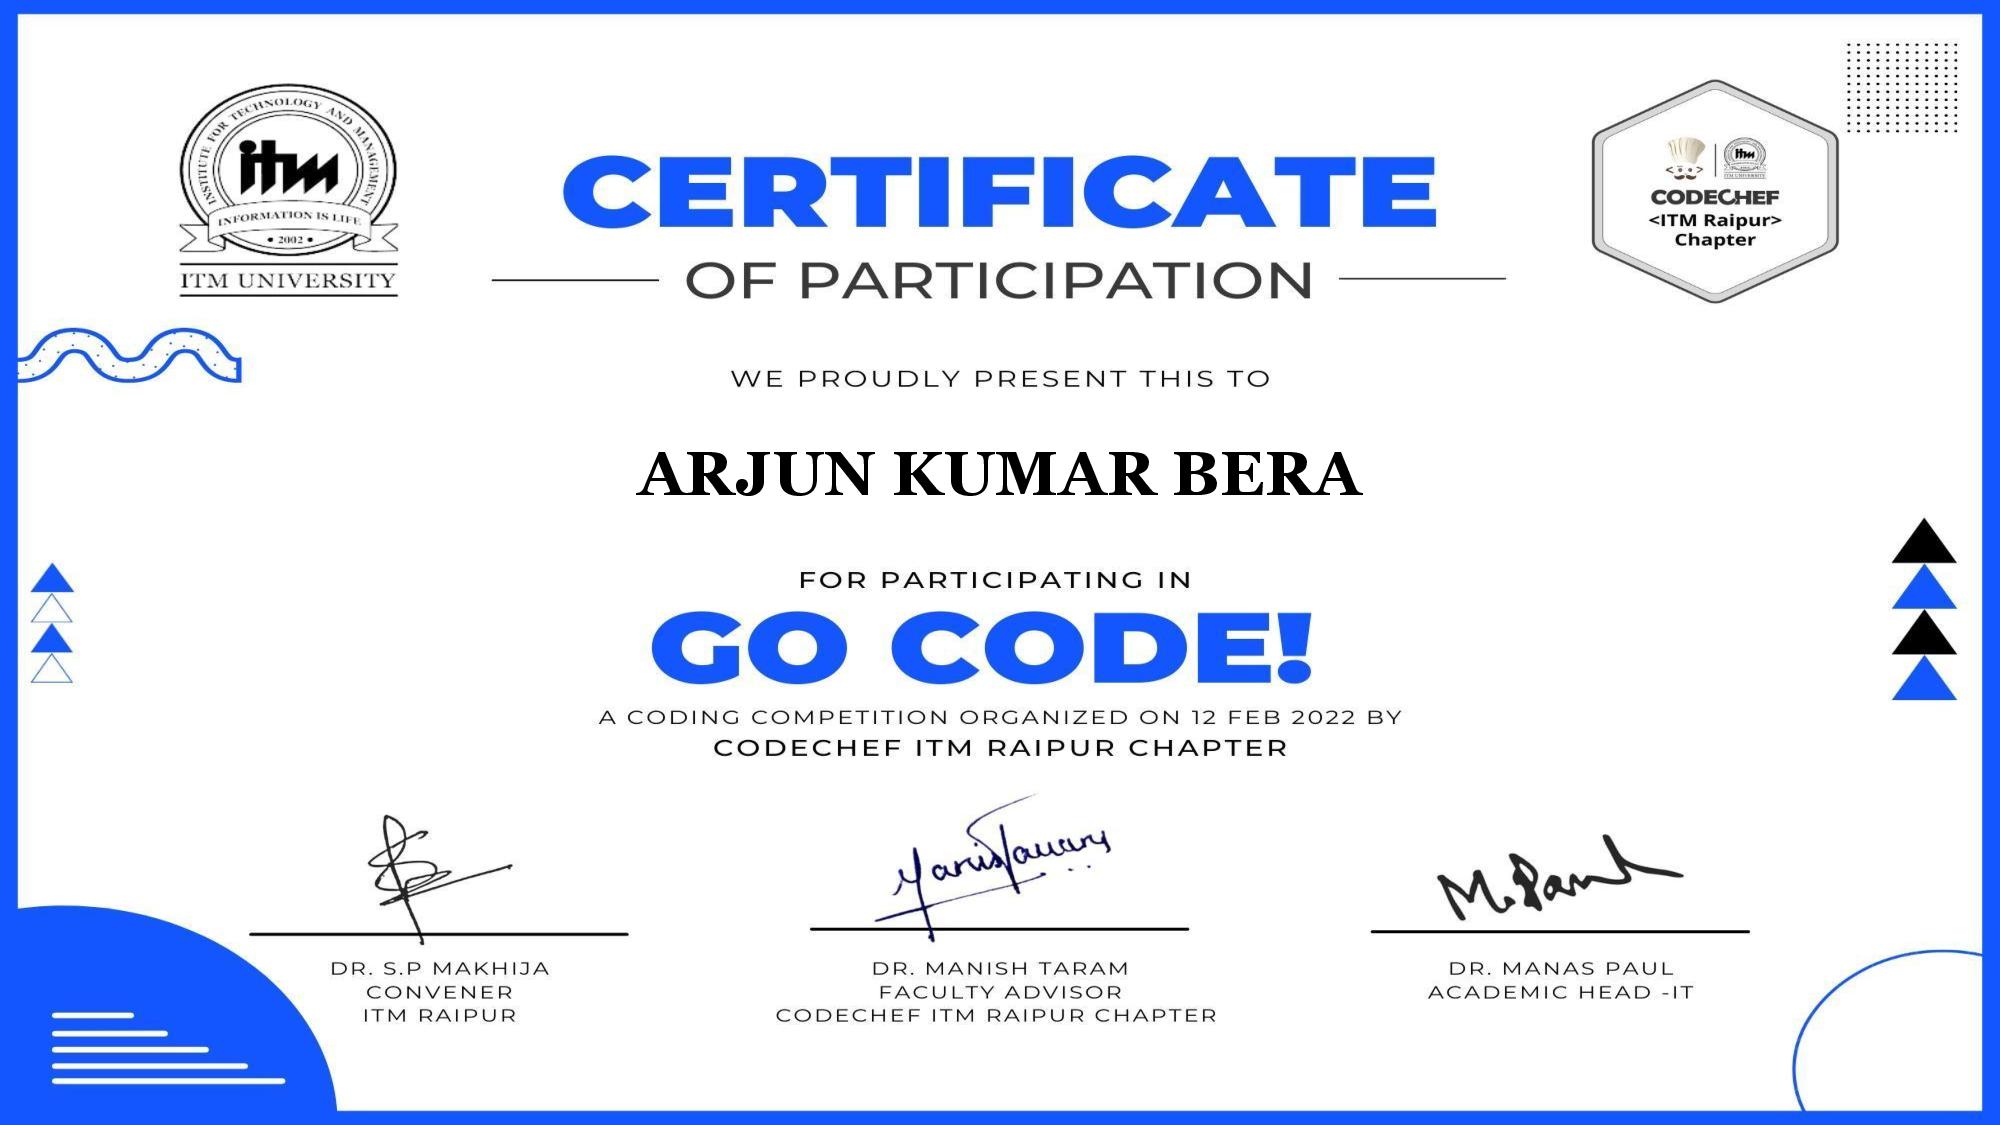 INSTITUTE FOR TECHNOLOGY AND MANAGEMENT
itm
INFORMATION IS LIFE
• 2002 •
ITM UNIVERSITY
CERTIFICATE
OF PARTICIPATION
itm
ITM UNIVERSITY
CODECHEF
<ITM Raipur>
Chapter
WE PROUDLY PRESENT THIS TO
ARJUN KUMAR BERA
FOR PARTICIPATING IN
GO CODE!
A CODING COMPETITION ORGANIZED ON 12 FEB 2022 BY
CODECHEF ITM RAIPUR CHAPTER
M. Paul
DR. S.P MAKHIJA
CONVENER
ITM RAIPUR
DR. MANISH TARAM
FACULTY ADVISOR
CODECHEF ITM RAIPUR CHAPTER
DR. MANAS PAUL
ACADEMIC HEAD -IT